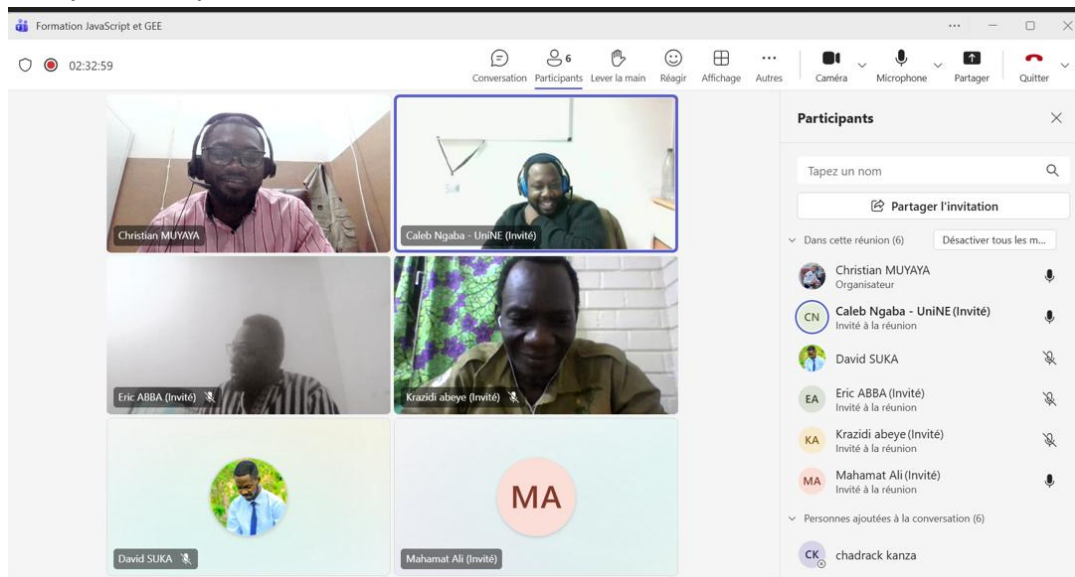 Formation JavaScript et GEE
02:32:59
Conversation
6
Participants
Lever la main
Réagir
Affichage
Autres
Caméra
Microphone
Partager
Quitter
Christian MUYAYA
Caleb Ngaba - UniNE (Invité)
Eric ABBA (Invité)
Krazidi abeye (Invité)
David SUKA
MA
Mahamat Ali (Invité)
Participants
Tapez un nom
Partager l'invitation
Dans cette réunion (6)
Désactiver tous les m...
Christian MUYAYA
Organisateur
CN
Caleb Ngaba - UniNE (Invité)
Invité à la réunion
David SUKA
EA
Eric ABBA (Invité)
Invité à la réunion
KA
Krazidi abeye (Invité)
Invité à la réunion
MA
Mahamat Ali (Invité)
Invité à la réunion
Personnes ajoutées à la conversation (6)
CK
chadrack kanza